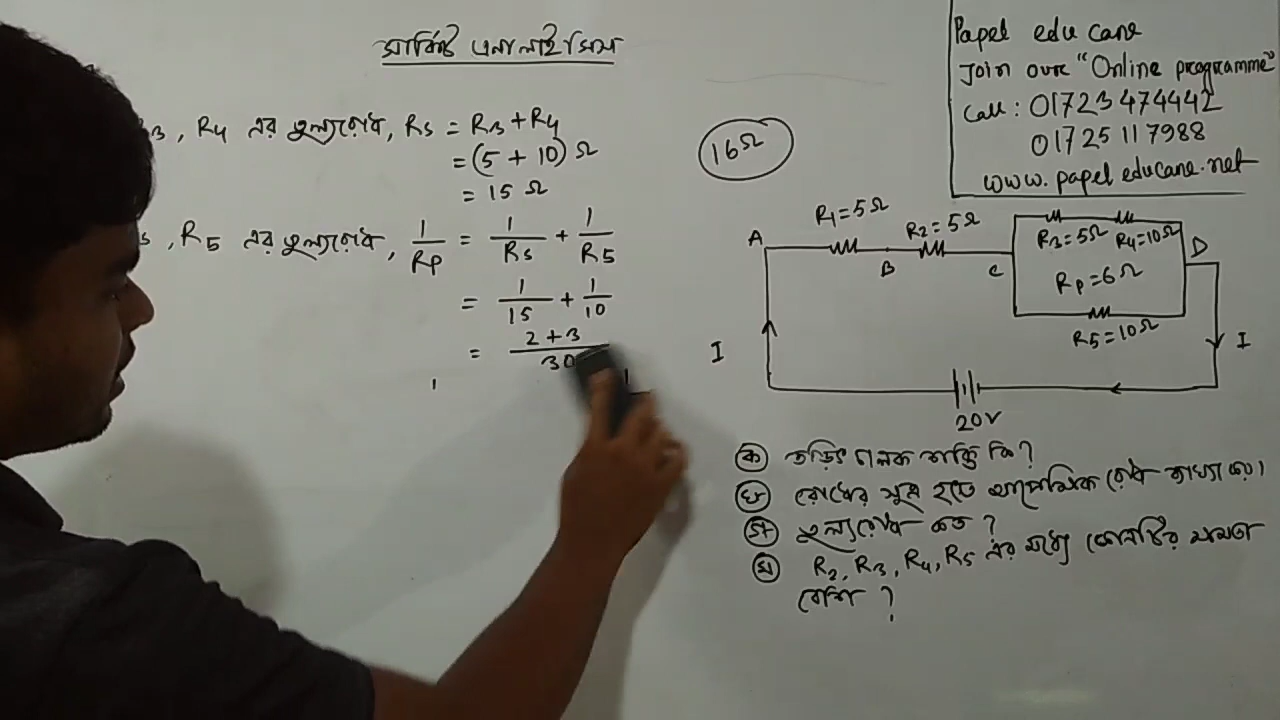 সার্কিট এনালাইসিস
R3, R4 এর তুল্যরোধ, Rs = R3 + R4
= (5 + 10) Ω
= 15 Ω
s, R5 এর তুল্যরোধ, 1/Rp = 1/Rs + 1/R5
= 1/15 + 1/10
= 2+3/30
16Ω
Papel educane
Join our "Online programme"
Call: 01723474442
01725117988
www.papeleducane.net
R1=5Ω
R2=5Ω
R3=5Ω R4=10Ω
A B C D
Rp=6Ω
R5=10Ω
I I
20V
ক তড়িৎ চালক শক্তি কি?
খ রোধের সূত্র হতে আপেক্ষিক রোধ ব্যাখ্যা কর।
গ তুল্যরোধ কত?
ঘ R2, R3, R4, R5 এর মধ্যে কোনটির ক্ষমতা
বেশি?